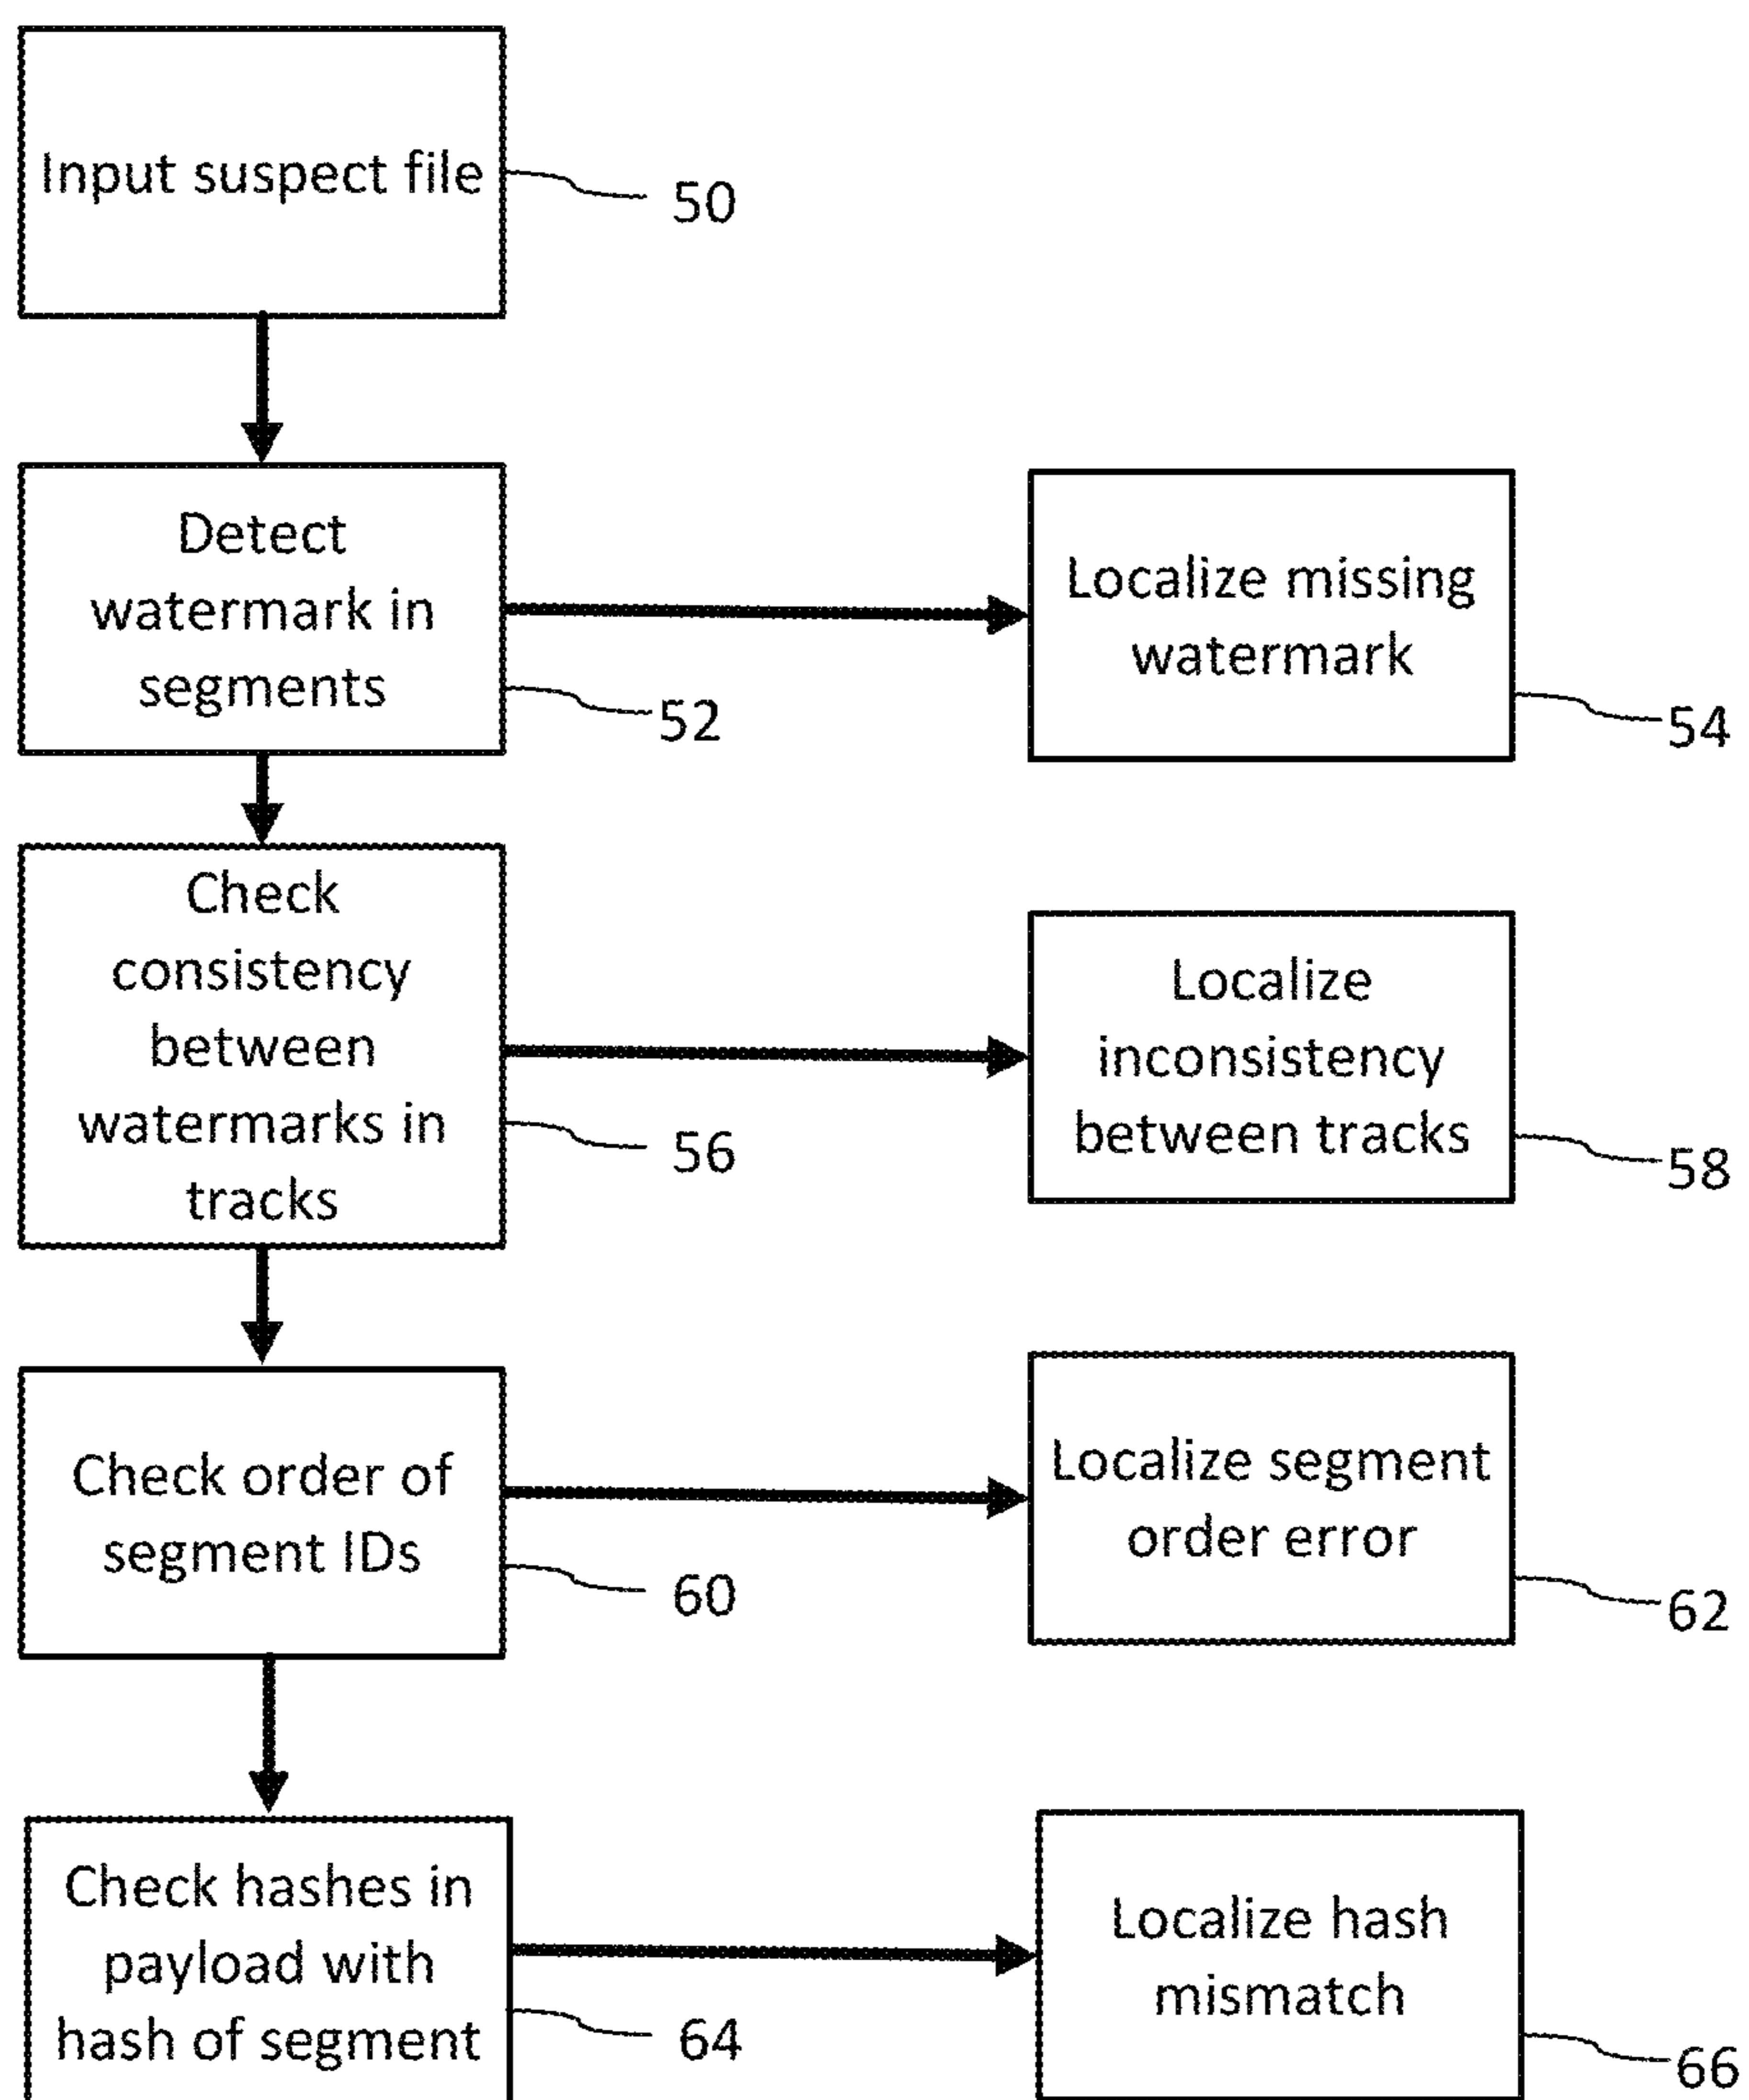 Input suspect file
50
Detect
watermark in
segments
52
Localize missing
watermark
54
Check
consistency
between
watermarks in
tracks
56
Localize
inconsistency
between tracks
58
Check order of
segment IDs
60
Localize segment
order error
62
Check hashes in
payload with
hash of segment
64
Localize hash
mismatch
66